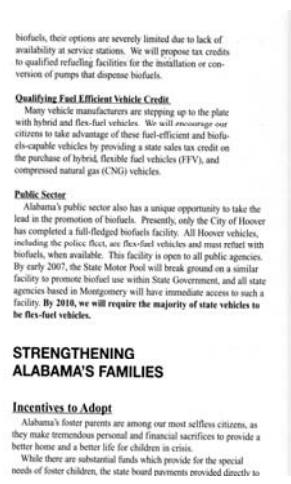 biofuels, their options are severely limited due to lack of
availability at service stations. We will propose tax credits
to qualified refueling facilities for the installation or con-
version of pumps that dispense biofuels.
Qualifying Fuel Efficient Vehicle Credit
Many vehicle manufacturers are stepping up to the plate
with hybrid and flex-fuel vehicles. We will encourage our
citizens to take advantage of these fuel-efficient and biofu-
els-capable vehicles by providing a state sales tax credit on
the purchase of hybrid, flexible fuel vehicles (FFV), and
compressed natural gas (CNG) vehicles.
Public Sector
Alabama's public sector also has a unique opportunity to take the
lead in the promotion of biofuels. Presently, only the City of Hoover
has completed a full-fledged biofuels facility. All Hoover vehicles,
including the police fleet, are flex-fuel vehicles and must refuel with
biofuels, when available. This facility is open to all public agencies.
By early 2007, the State Motor Pool will break ground on a similar
facility to promote biofuel use within State Government, and all state
agencies based in Montgomery will have immediate access to such a
facility. By 2010, we will require the majority of state vehicles to
be flex-fuel vehicles.
STRENGTHENING
ALABAMA'S FAMILIES
Incentives to Adopt
Alabama's foster parents are among our most selfless citizens, as
they make tremendous personal and financial sacrifices to provide a
better home and a better life for children in crisis.
While there are substantial funds which provide for the special
needs of foster children, the state board payments provided directly to